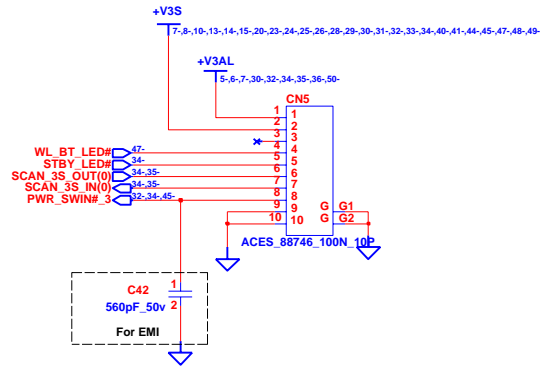 +V3S
7-,8-,10-,13-,14-,15-,20-,23-,24-,25-,26-,28-,29-,30-,31-,32-,33-,34-,40-,41-,44-,45-,47-,48-,49-
+V3AL
5-,6-,7-,30-,32-,34-,35-,36-,50-
CN5
1 1
2 2
3 3
WL_BT_LED# 47- 4 4
STBY_LED# 34- 5 5
SCAN_3S_OUT(0) 34-,35- 6 6
SCAN_3S_IN(0) 34-,35- 7 7
PWR_SWIN#_3 32-,34-,45- 8 8
9 9 G G1
10 10 G G2
ACES_88746_100N_10P
C42 1
560pF_50v 2
For EMI